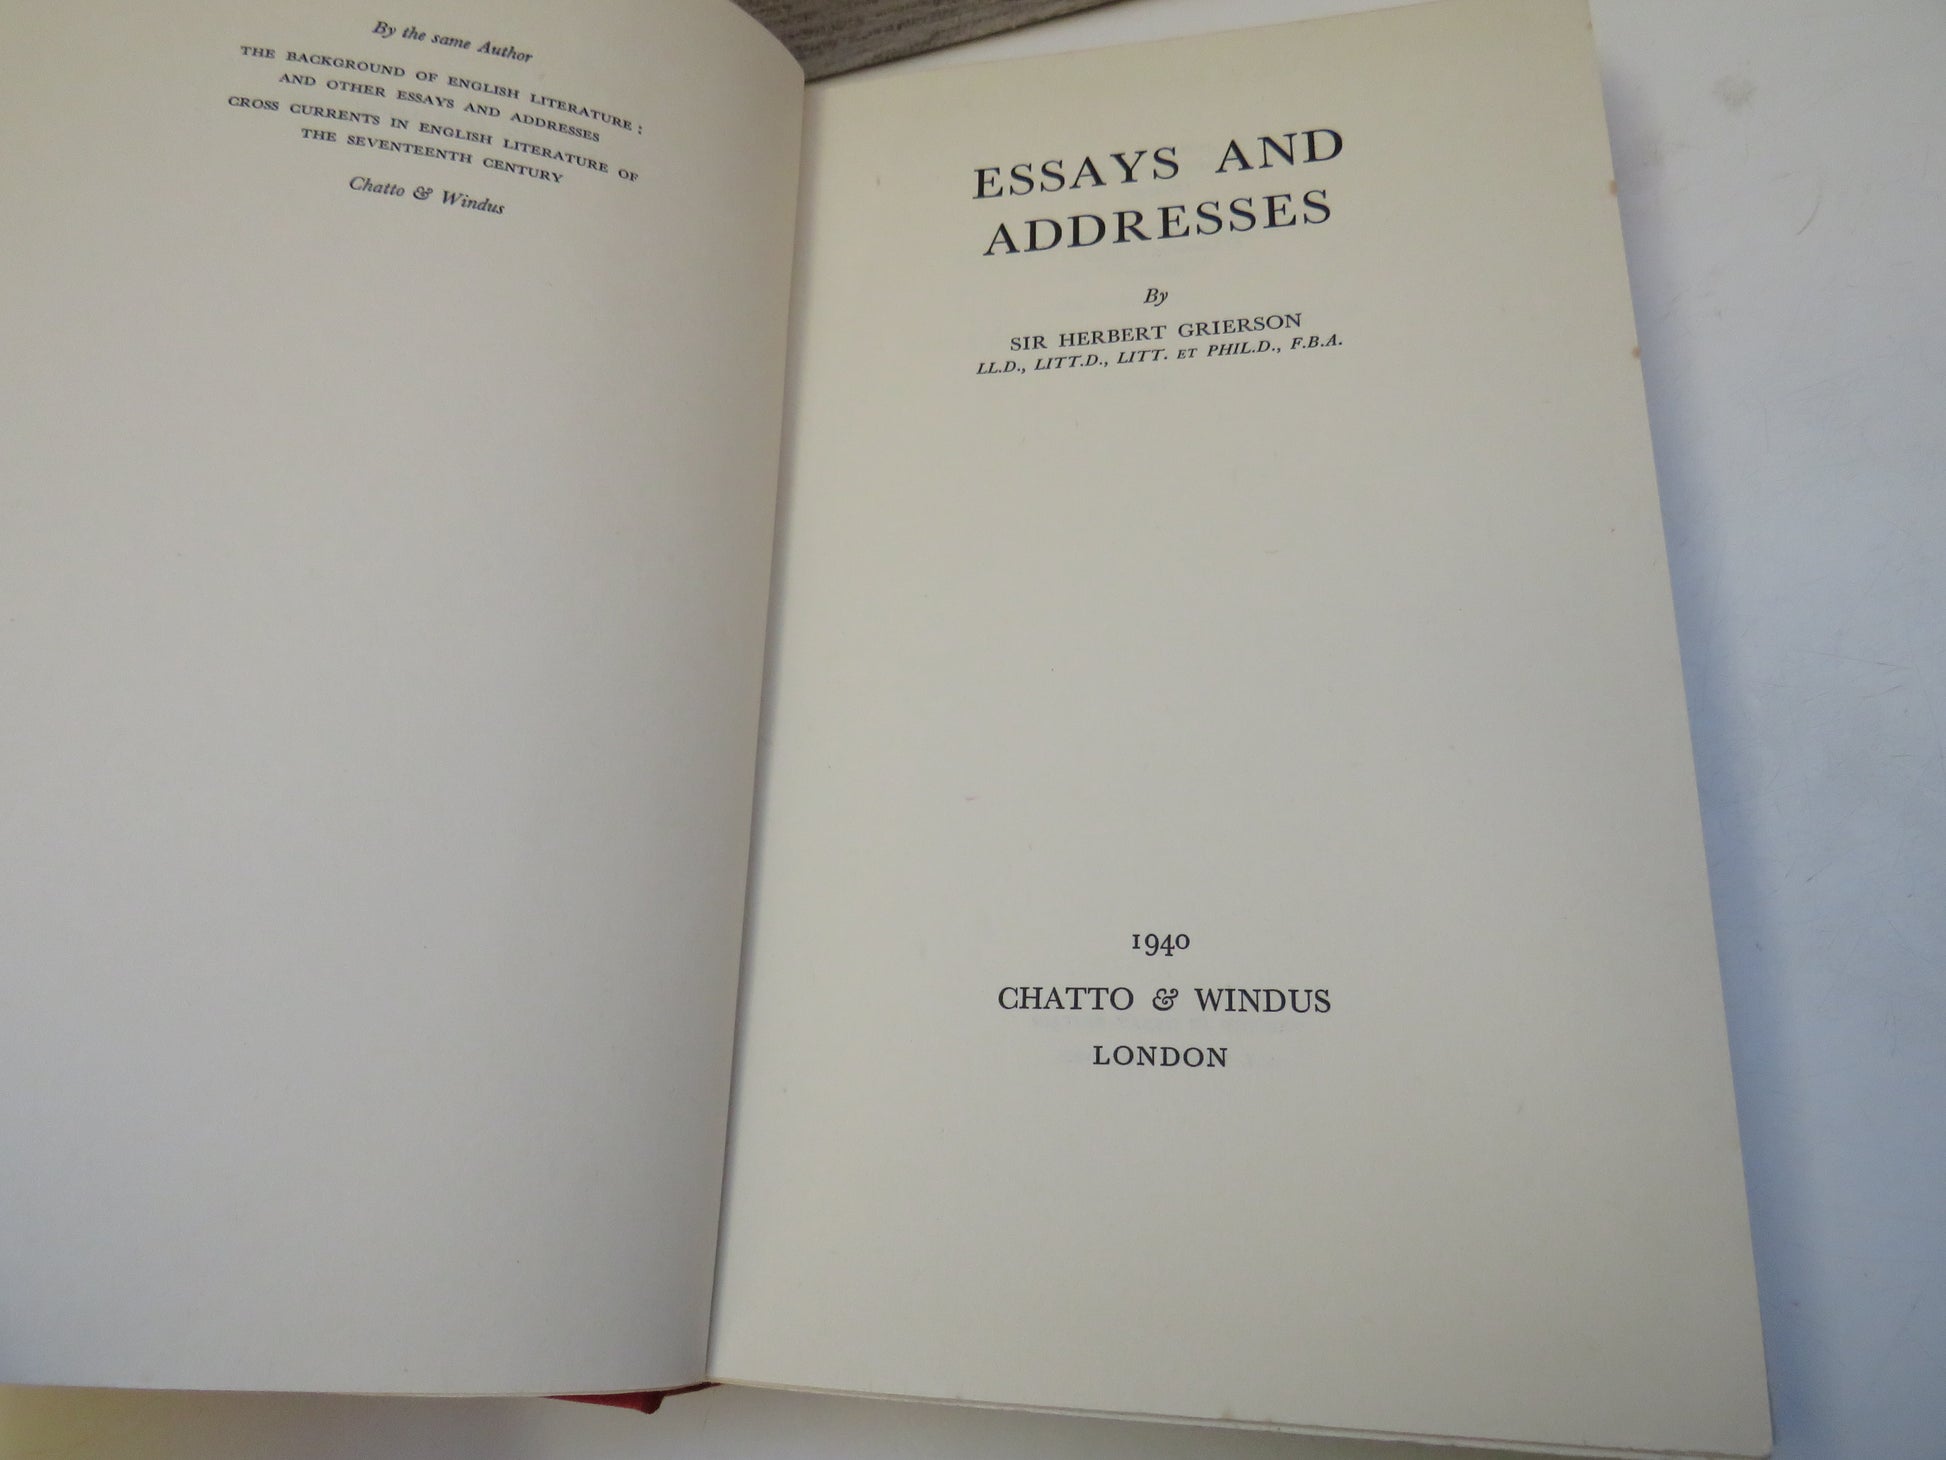 By the same Author
THE BACKGROUND OF ENGLISH LITERATURE :
AND OTHER ESSAYS AND ADDRESSES
CROSS CURRENTS IN ENGLISH LITERATURE OF
THE SEVENTEENTH CENTURY
Chatto & Windus
ESSAYS AND
ADDRESSES
By
SIR HERBERT GRIERSON
LL.D., LITT.D., LITT. ET PHIL.D., F.B.A.
1940
CHATTO & WINDUS
LONDON